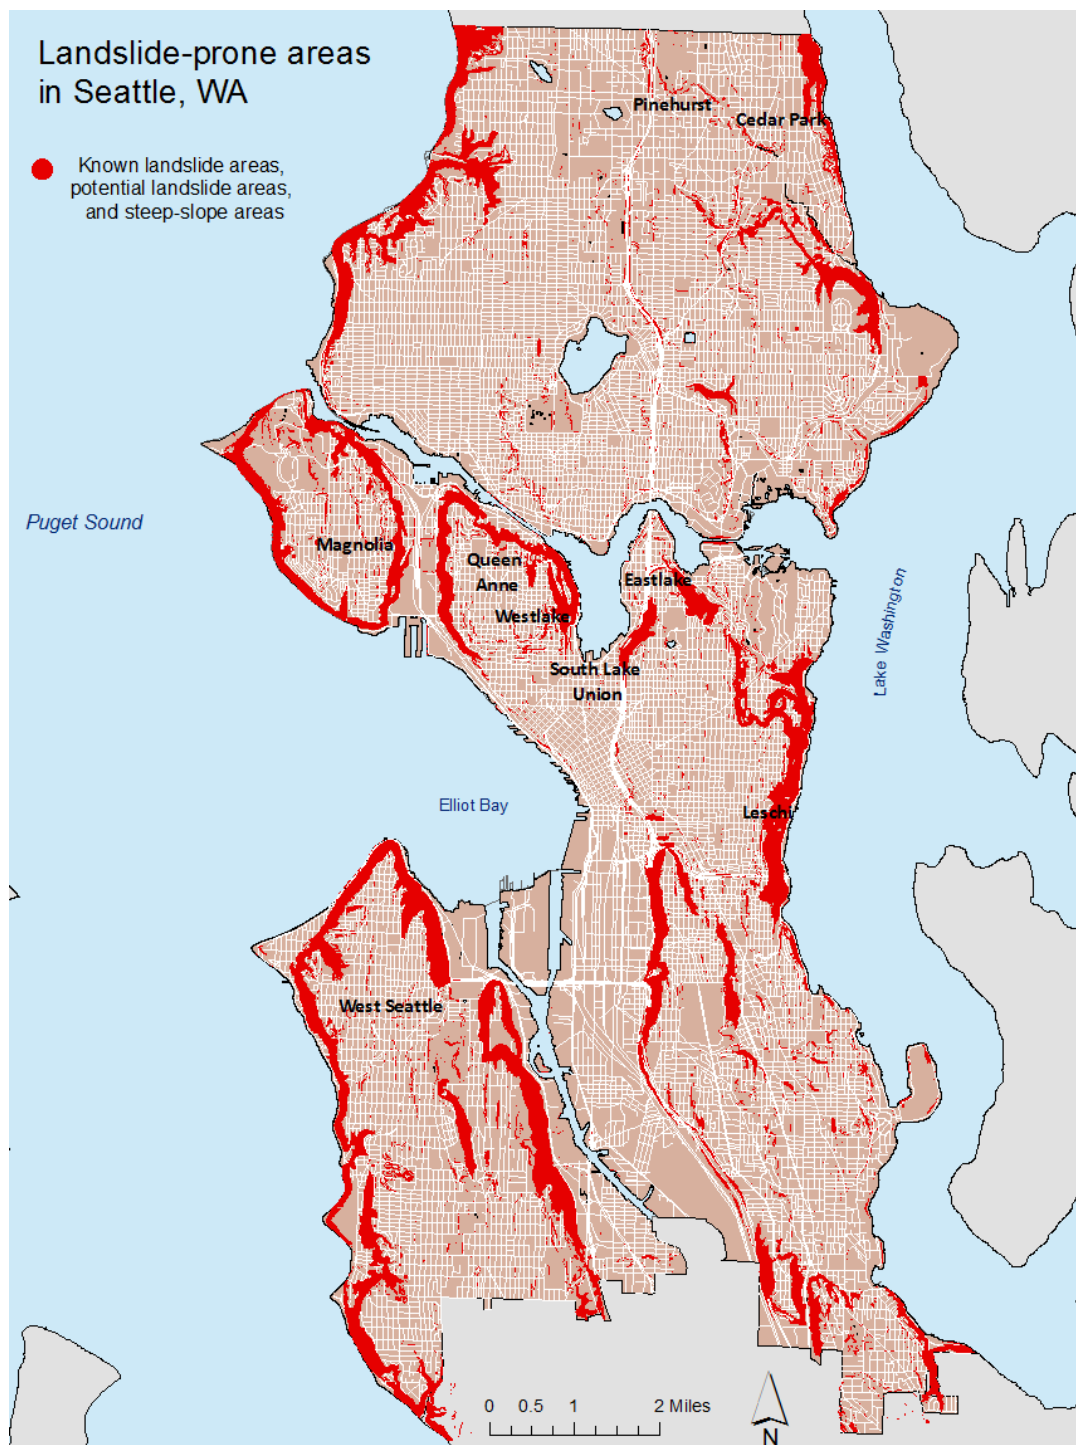 Landslide-prone areas
in Seattle, WA
Known landslide areas,
potential landslide areas,
and steep-slope areas
Pinehurst
Cedar Park
Puget Sound
Magnolia
Queen
Anne
Westlake
Eastlake
Lake Washington
South Lake
Union
Elliot Bay
Leschi
West Seattle
0 0.5 1 2 Miles
N